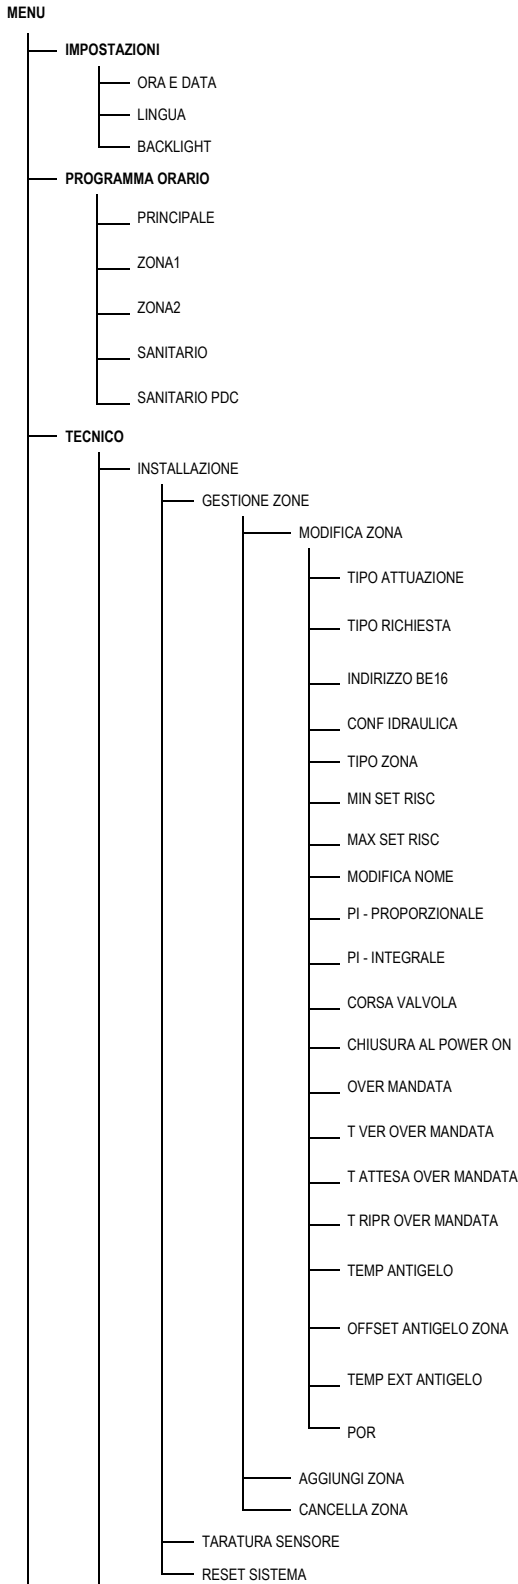 MENU
IMPOSTAZIONI
ORA E DATA
LINGUA
BACKLIGHT
PROGRAMMA ORARIO
PRINCIPALE
ZONA1
ZONA2
SANITARIO
SANITARIO PDC
TECNICO
INSTALLAZIONE
GESTIONE ZONE
MODIFICA ZONA
TIPO ATTUAZIONE
TIPO RICHIESTA
INDIRIZZO BE16
CONF IDRAULICA
TIPO ZONA
MIN SET RISC
MAX SET RISC
MODIFICA NOME
PI - PROPORZIONALE
PI - INTEGRALE
CORSA VALVOLA
CHIUSURA AL POWER ON
OVER MANDATA
T VER OVER MANDATA
T ATTESA OVER MANDATA
T RIPR OVER MANDATA
TEMP ANTIGELO
OFFSET ANTIGELO ZONA
TEMP EXT ANTIGELO
POR
AGGIUNGI ZONA
CANCELLA ZONA
TARATURA SENSORE
RESET SISTEMA